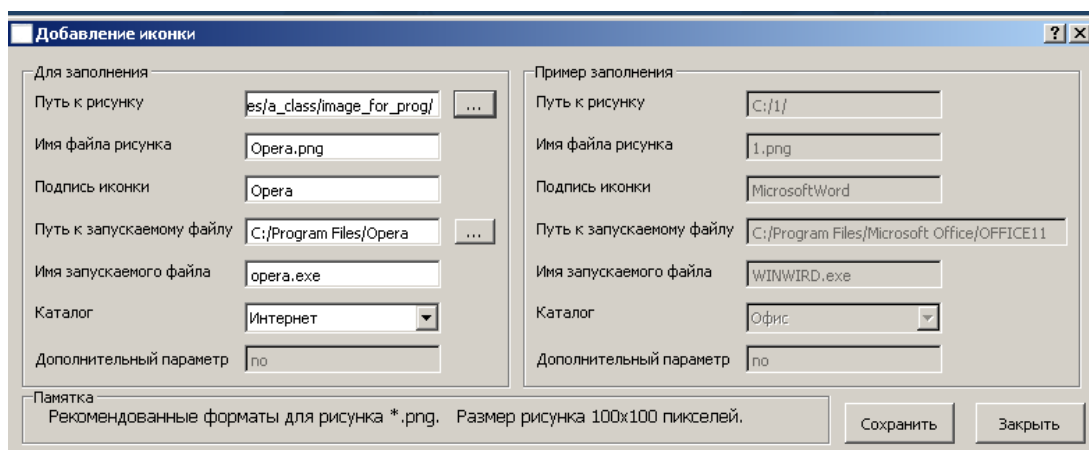 Добавление иконки
Для заполнения
Путь к рисунку es/a_class/image_for_prog/ ...
Имя файла рисунка Opera.png
Подпись иконки Opera
Путь к запускаемому файлу C:/Program Files/Opera ...
Имя запускаемого файла opera.exe
Каталог Интернет
Дополнительный параметр no
Пример заполнения
Путь к рисунку C:/1/
Имя файла рисунка 1.png
Подпись иконки MicrosoftWord
Путь к запускаемому файлу C:/Program Files/Microsoft Office/OFFICE11
Имя запускаемого файла WINWIRD.exe
Каталог Офис
Дополнительный параметр no
Памятка
Рекомендованные форматы для рисунка *.png. Размер рисунка 100x100 пикселей.
Сохранить Закрыть